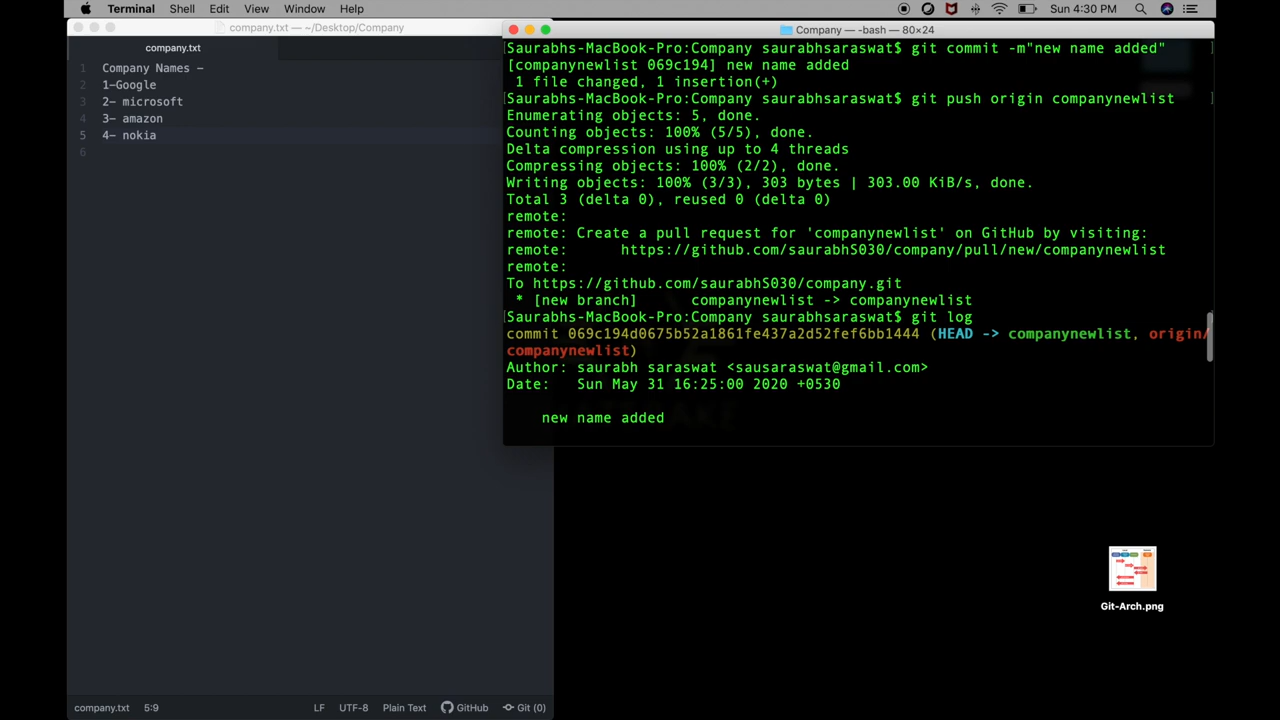 Terminal Shell Edit View Window Help Sun 4:30 PM
company.txt — ~/Desktop/Company
company.txt
1 Company Names –
2 1–Google
3 2– microsoft
4 3– amazon
5 4– nokia
6
Company — -bash — 80×24
[Saurabhs-MacBook-Pro:Company saurabhsaraswat$ git commit -m"new name added" ]
[companynewlist 069c194] new name added
1 file changed, 1 insertion(+)
[Saurabhs-MacBook-Pro:Company saurabhsaraswat$ git push origin companynewlist ]
Enumerating objects: 5, done.
Counting objects: 100% (5/5), done.
Delta compression using up to 4 threads
Compressing objects: 100% (2/2), done.
Writing objects: 100% (3/3), 303 bytes | 303.00 KiB/s, done.
Total 3 (delta 0), reused 0 (delta 0)
remote:
remote: Create a pull request for 'companynewlist' on GitHub by visiting:
remote: https://github.com/saurabhS030/company/pull/new/companynewlist
remote:
To https://github.com/saurabhS030/company.git
* [new branch] companynewlist -> companynewlist
[Saurabhs-MacBook-Pro:Company saurabhsaraswat$ git log ]
commit 069c194d0675b52a1861fe437a2d52fef6bb1444 (HEAD -> companynewlist, origin/
companynewlist)
Author: saurabh saraswat <sausaraswat@gmail.com>
Date: Sun May 31 16:25:00 2020 +0530
new name added
Git-Arch.png
company.txt 5:9 LF UTF-8 Plain Text GitHub Git (0)